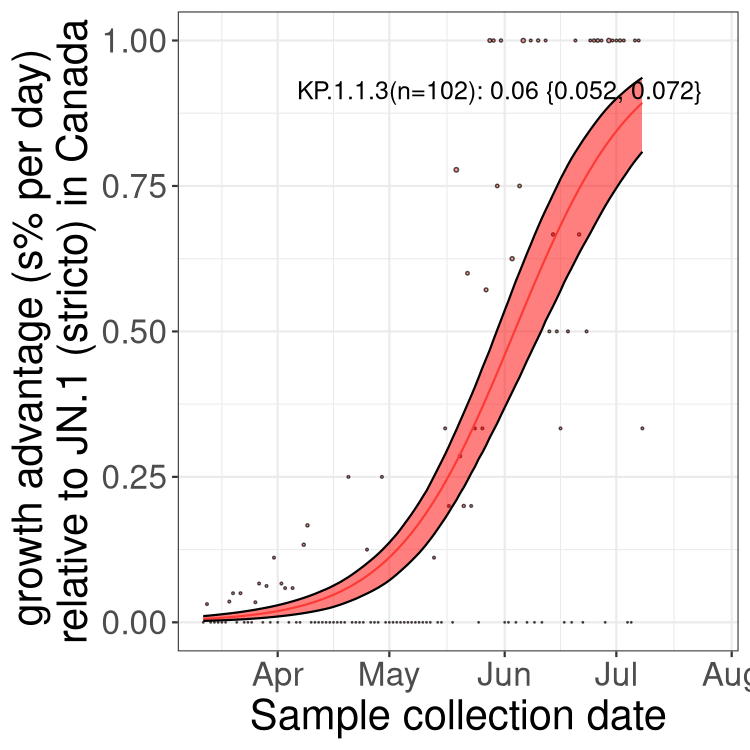 growth advantage (s% per day)
relative to JN.1 (stricto) in Canada
1.00
0.75
0.50
0.25
0.00
KP.1.1.3(n=102): 0.06 {0.052, 0.072}
Apr May Jun Jul Aug
Sample collection date